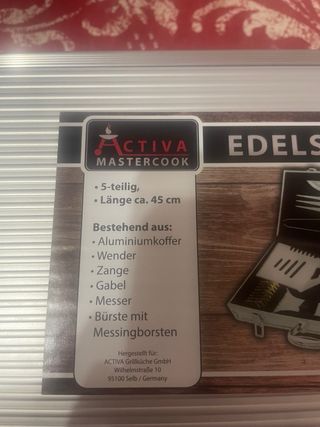 ACTIVA
MASTERCOOK
EDELS
• 5-teilig,
• Länge ca. 45 cm
Bestehend aus:
• Aluminiumkoffer
• Wender
• Zange
• Gabel
• Messer
• Bürste mit
Messingborsten
Hergestellt für:
ACTIVA Grillküche GmbH
Wilhelmstraße 10
95100 Selb / Germany